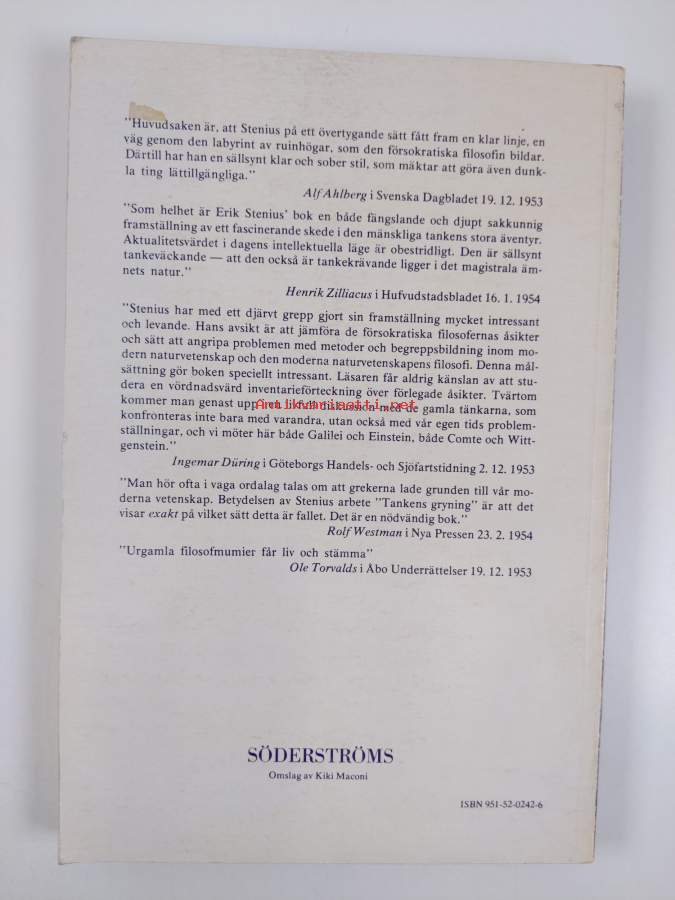 "Huvudsaken är, att Stenius på ett övertygande sätt fått fram en klar linje, en
väg genom den labyrint av ruinhögar, som den försokratiska filosofin bildar.
Därtill har han en sällsynt klar och sober stil, som mäktar att göra även dunk-
la ting lättillgängliga."
Alf Ahlberg i Svenska Dagbladet 19. 12. 1953
"Som helhet är Erik Stenius' bok en både fängslande och djupt sakkunnig
framställning av ett fascinerande skede i den mänskliga tankens stora äventyr.
Aktualitetsvärdet i dagens intellektuella läge är obestridligt. Den är sällsynt
tankeväckande — att den också är tankekrävande ligger i det magistrala äm-
nets natur."
Henrik Zilliacus i Hufvudstadsbladet 16. 1. 1954
"Stenius har med ett djärvt grepp gjort sin framställning mycket intressant
och levande. Hans avsikt är att jämföra de försokratiska filosofernas åsikter
och sätt att angripa problemen med metoder och begreppsbildning inom mo-
dern naturvetenskap och den moderna naturvetenskapens filosofi. Denna mål-
sättning gör boken speciellt intressant. Läsaren får aldrig känslan av att stu-
dera en vördnadsvärd inventarieförteckning över förlegade åsikter. Tvärtom
kommer man genast upp i en livfull diskussion med de gamla tänkarna, som
Antikvariaatti.net
konfronteras inte bara med varandra, utan också med vår egen tids problem-
ställningar, och vi möter här både Galilei och Einstein, både Comte och Witt-
genstein."
Ingemar Düring i Göteborgs Handels- och Sjöfartstidning 2. 12. 1953
"Man hör ofta i vaga ordalag talas om att grekerna lade grunden till vår mo-
derna vetenskap. Betydelsen av Stenius arbete "Tankens gryning" är att det
visar exakt på vilket sätt detta är fallet. Det är en nödvändig bok."
Rolf Westman i Nya Pressen 23. 2. 1954
"Urgamla filosofmumier får liv och stämma"
Ole Torvalds i Åbo Underrättelser 19. 12. 1953
SÖDERSTRÖMS
Omslag av Kiki Maconi
ISBN 951-52-0242-6